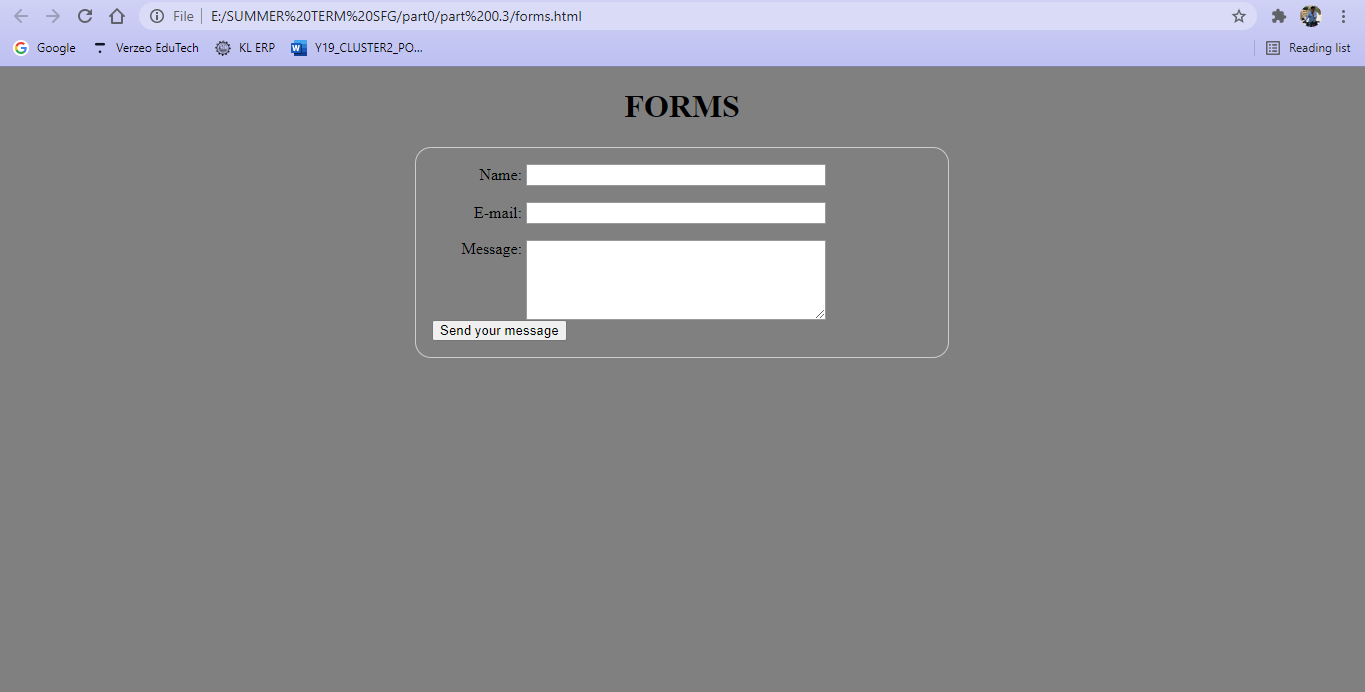 File E:/SUMMER%20TERM%20SFG/part0/part%200.3/forms.html
Google Verzeo EduTech KL ERP Y19_CLUSTER2_PO... Reading list
FORMS
Name:
E-mail:
Message:
Send your message